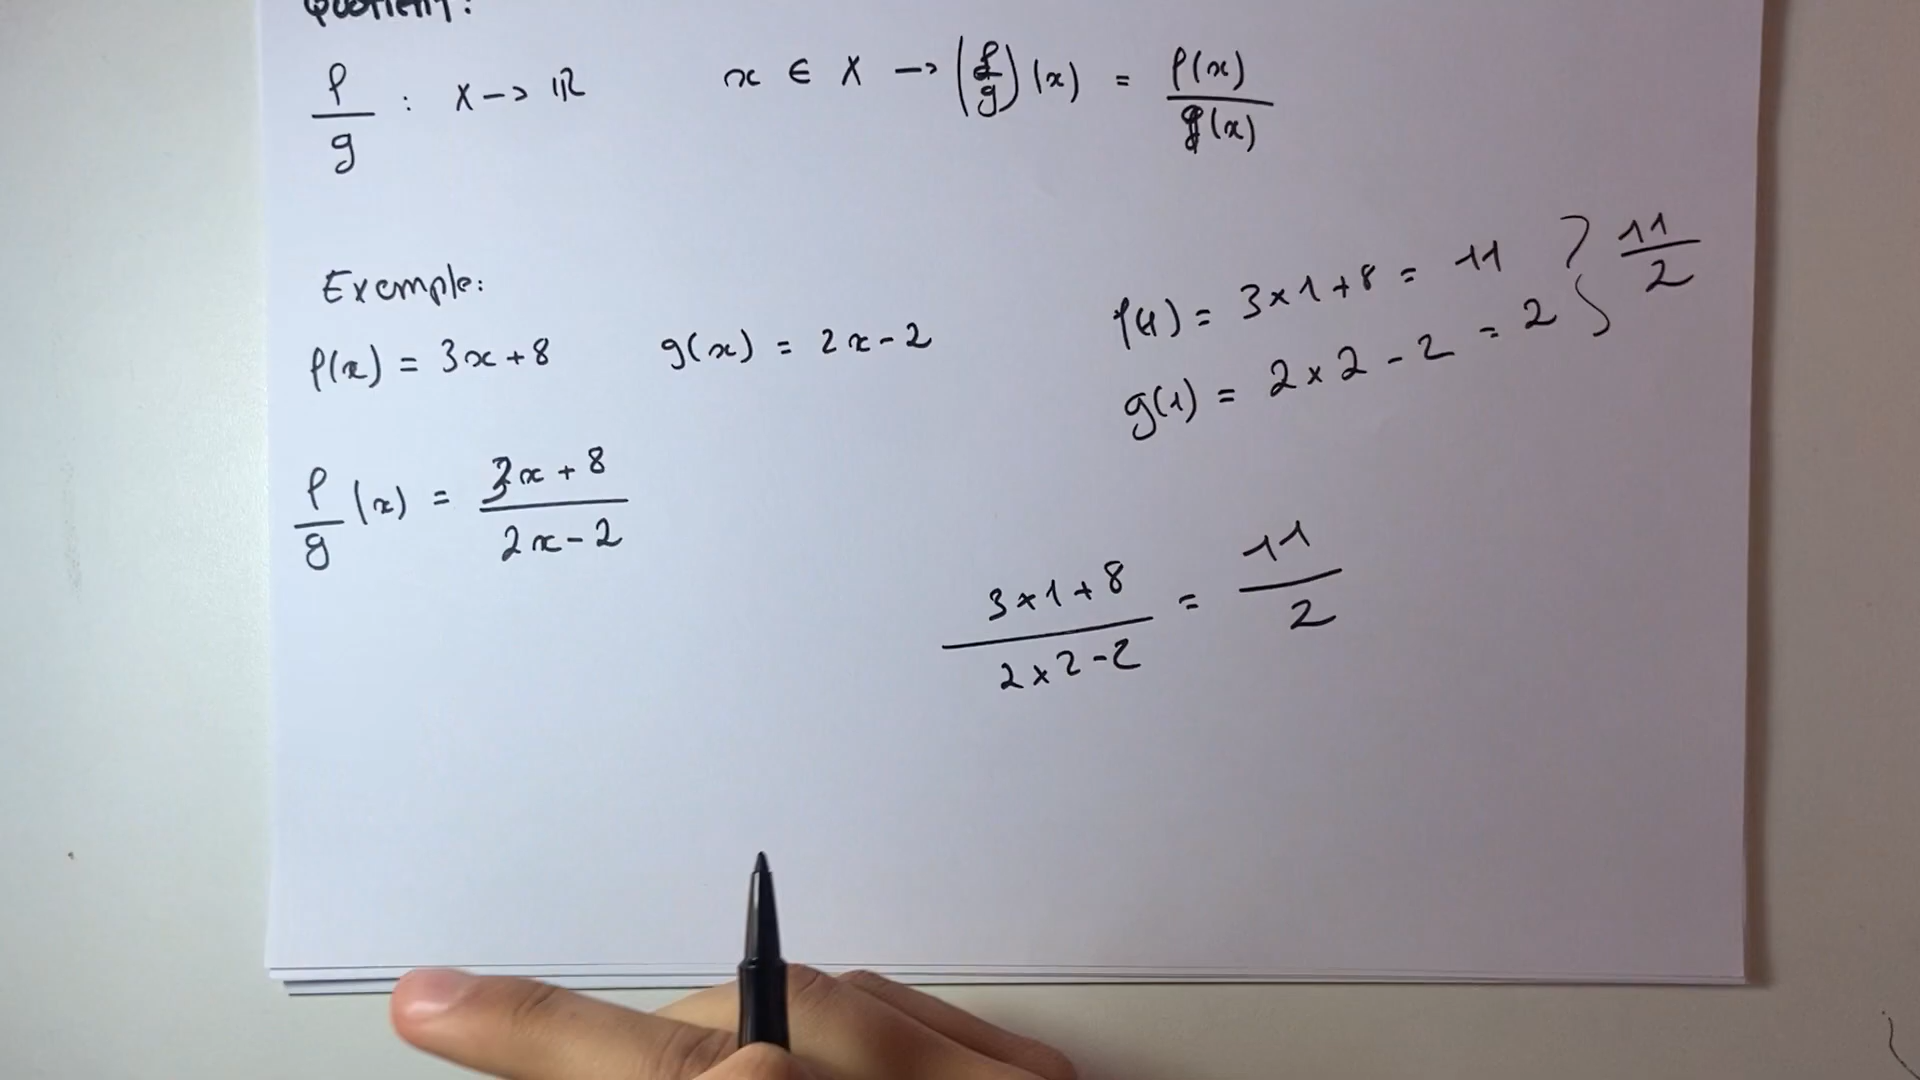 Quotient:
f/g : X -> ℝ x ∈ X -> (f/g)(x) = f(x)/g(x)
Exemple:
f(x) = 3x+8 g(x) = 2x-2
f(1) = 3×1+8 = 11 } 11/2
g(1) = 2×2-2 = 2
f/g (x) = 3x+8/2x-2
3×1+8/2×2-2 = 11/2